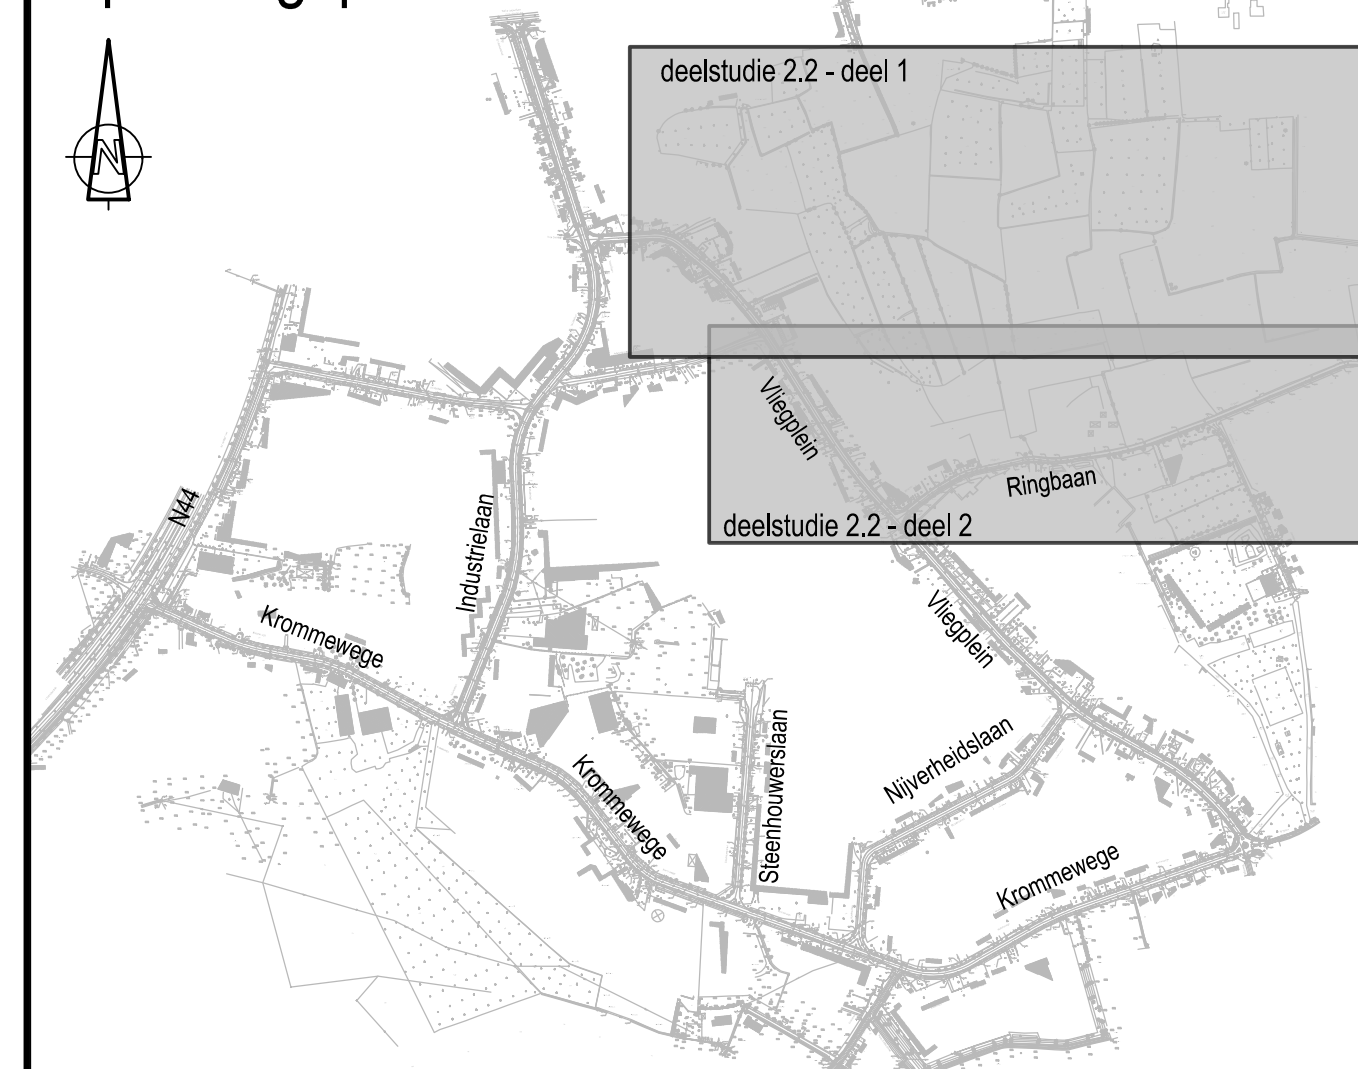 deelstudie 2.2 - deel 1
N
Vliegplein
Ringbaan
N44
deelstudie 2.2 - deel 2
Industrielaan
Krommewege
Vliegplein
Steenhouwerslaan
Nijverheidslaan
Krommewege
Krommewege